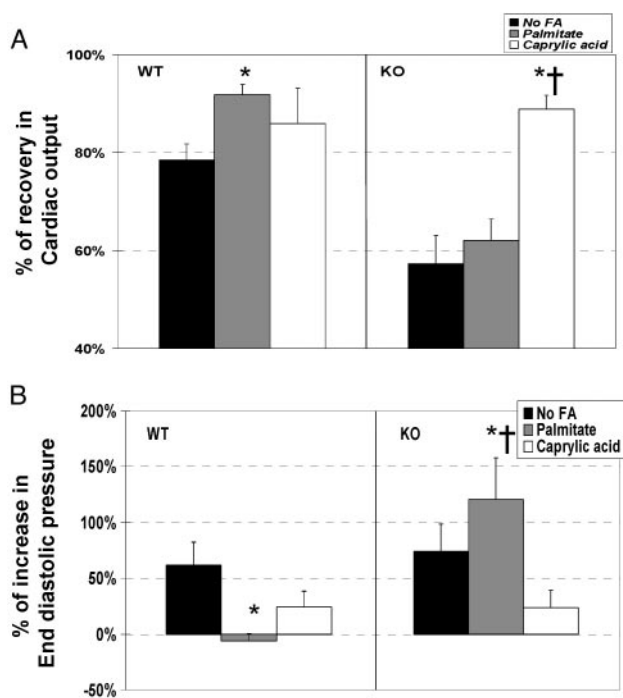 A
No FA
Palmitate
Caprylic acid
% of recovery in
Cardiac output
100%
80%
60%
40%
WT
*
KO
*†
B
No FA
Palmitate
Caprylic acid
% of increase in
End diastolic pressure
200%
150%
100%
50%
0%
-50%
WT
*
KO
*†